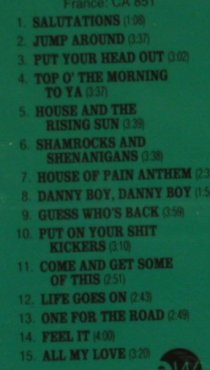 France: CA 851
1. SALUTATIONS (1:08)
2. JUMP AROUND (3:37)
3. PUT YOUR HEAD OUT (3:02)
4. TOP O' THE MORNING
TO YA (3:37)
5. HOUSE AND THE
RISING SUN (3:39)
6. SHAMROCKS AND
SHENANIGANS (3:38)
7. HOUSE OF PAIN ANTHEM (2:3
8. DANNY BOY, DANNY BOY (1:5
9. GUESS WHO'S BACK (3:59)
10. PUT ON YOUR SHIT
KICKERS (3:10)
11. COME AND GET SOME
OF THIS (2:51)
12. LIFE GOES ON (2:43)
13. ONE FOR THE ROAD (2:49)
14. FEEL IT (4:00)
15. ALL MY LOVE (3:20)